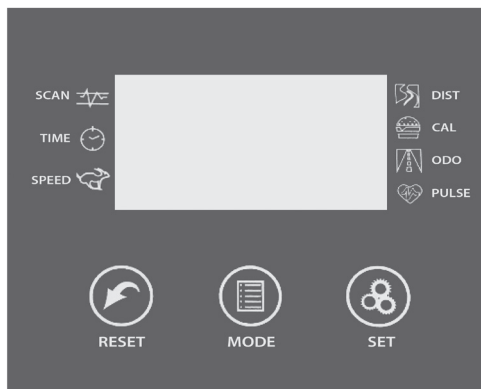 SCAN
TIME
SPEED
DIST
CAL
ODO
PULSE
RESET
MODE
SET